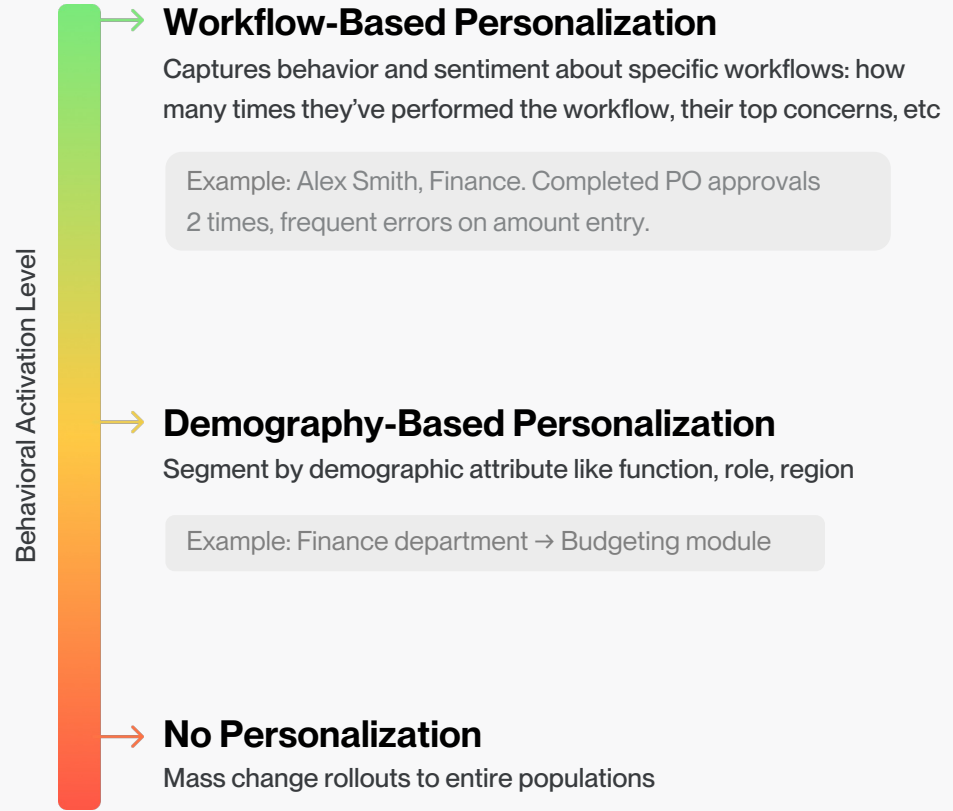 Behavioral Activation Level
Workflow-Based Personalization
Captures behavior and sentiment about specific workflows: how
many times they’ve performed the workflow, their top concerns, etc
Example: Alex Smith, Finance. Completed PO approvals
2 times, frequent errors on amount entry.
Demography-Based Personalization
Segment by demographic attribute like function, role, region
Example: Finance department → Budgeting module
No Personalization
Mass change rollouts to entire populations